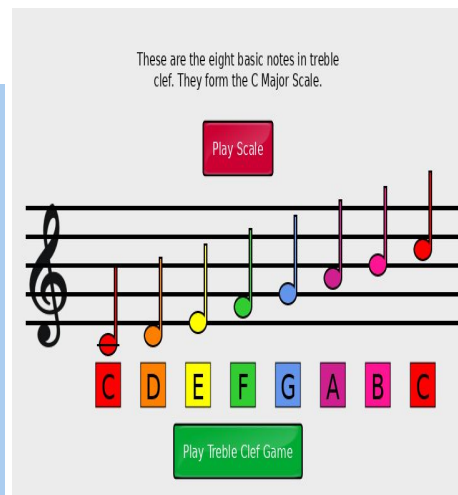 These are the eight basic notes in treble
clef. They form the C Major Scale.
Play Scale
C D E F G A B C
Play Treble Clef Game